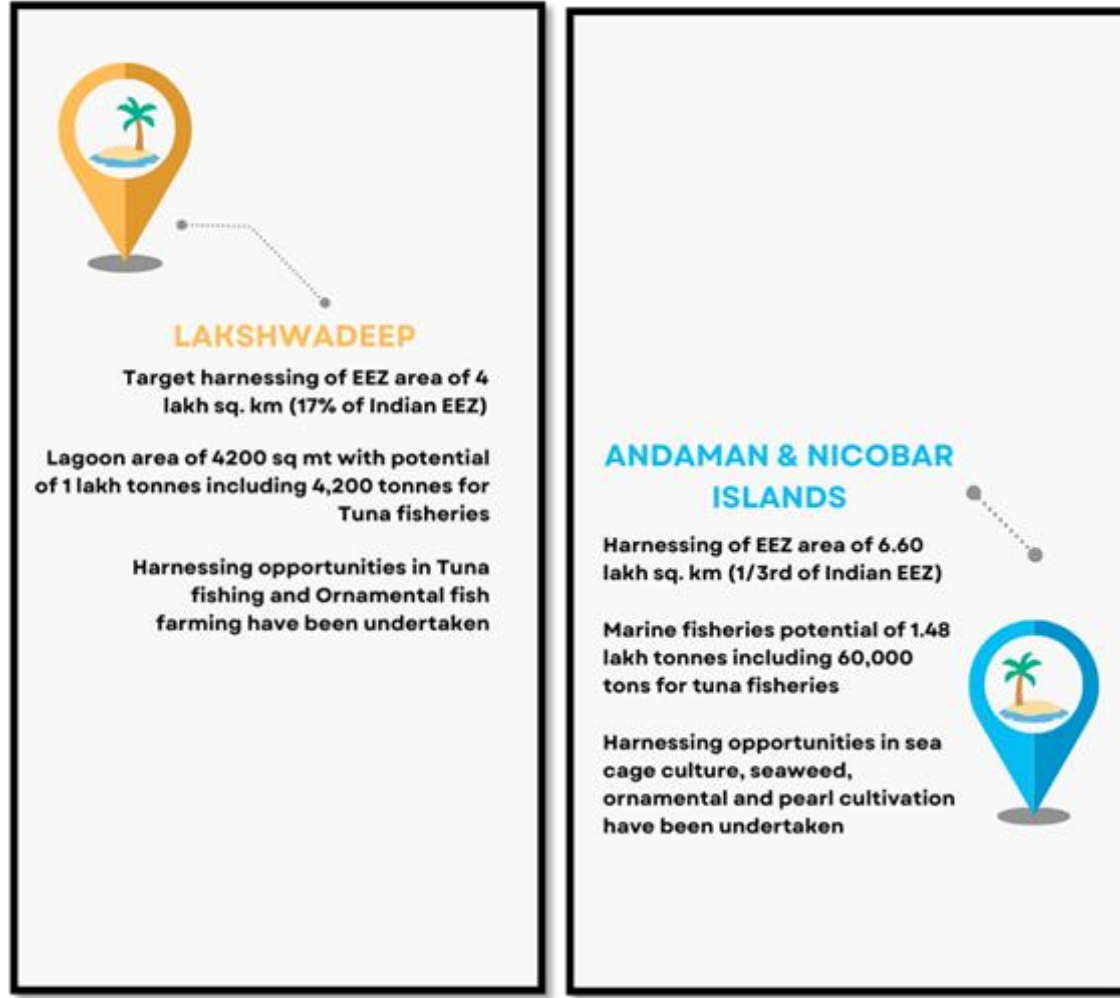 LAKSHWADEEP
Target harnessing of EEZ area of 4
lakh sq. km (17% of Indian EEZ)
Lagoon area of 4200 sq mt with potential
of 1 lakh tonnes including 4,200 tonnes for
Tuna fisheries
Harnessing opportunities in Tuna
fishing and Ornamental fish
farming have been undertaken
ANDAMAN & NICOBAR
ISLANDS
Harnessing of EEZ area of 6.60
lakh sq. km (1/3rd of Indian EEZ)
Marine fisheries potential of 1.48
lakh tonnes including 60,000
tons for tuna fisheries
Harnessing opportunities in sea
cage culture, seaweed,
ornamental and pearl cultivation
have been undertaken